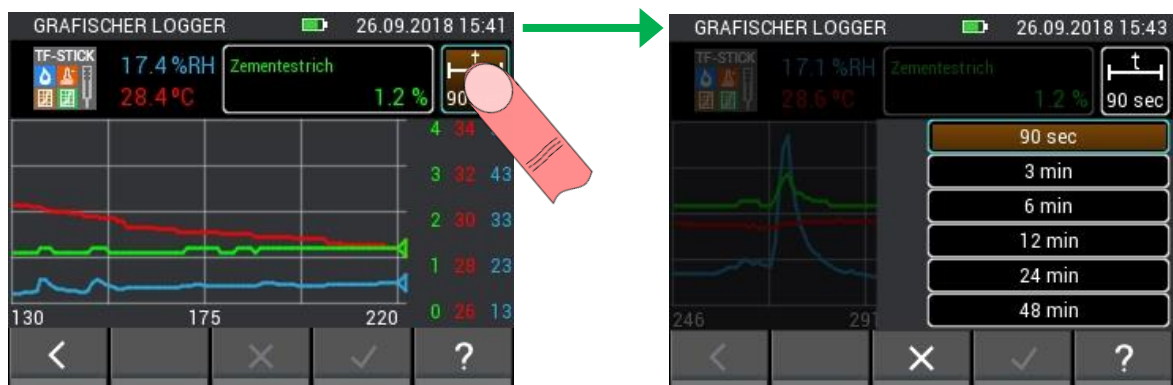 GRAFISCHER LOGGER 26.09.2018 15:41
TF-STICK
17.4 %RH
28.4 °C
Zementestrich
1.2 %
t
90
4 34
3 32 43
2 30 33
1 28 23
0 26 13
130 175 220
?
GRAFISCHER LOGGER 26.09.2018 15:43
TF-STICK
17.1 %RH
28.6 °C
Zementestrich
1.2 %
t
90 sec
90 sec
3 min
6 min
12 min
24 min
48 min
246 291
?